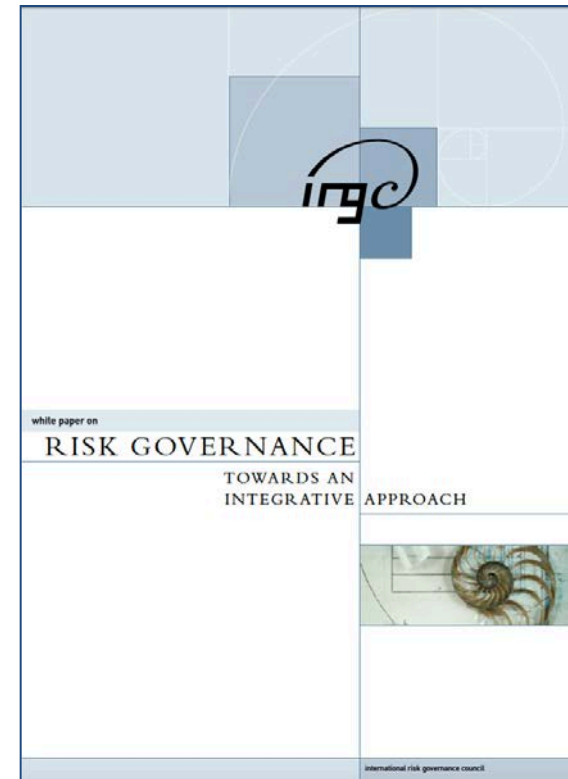 irgc
white paper on
RISK GOVERNANCE
TOWARDS AN
INTEGRATIVE APPROACH
international risk governance council